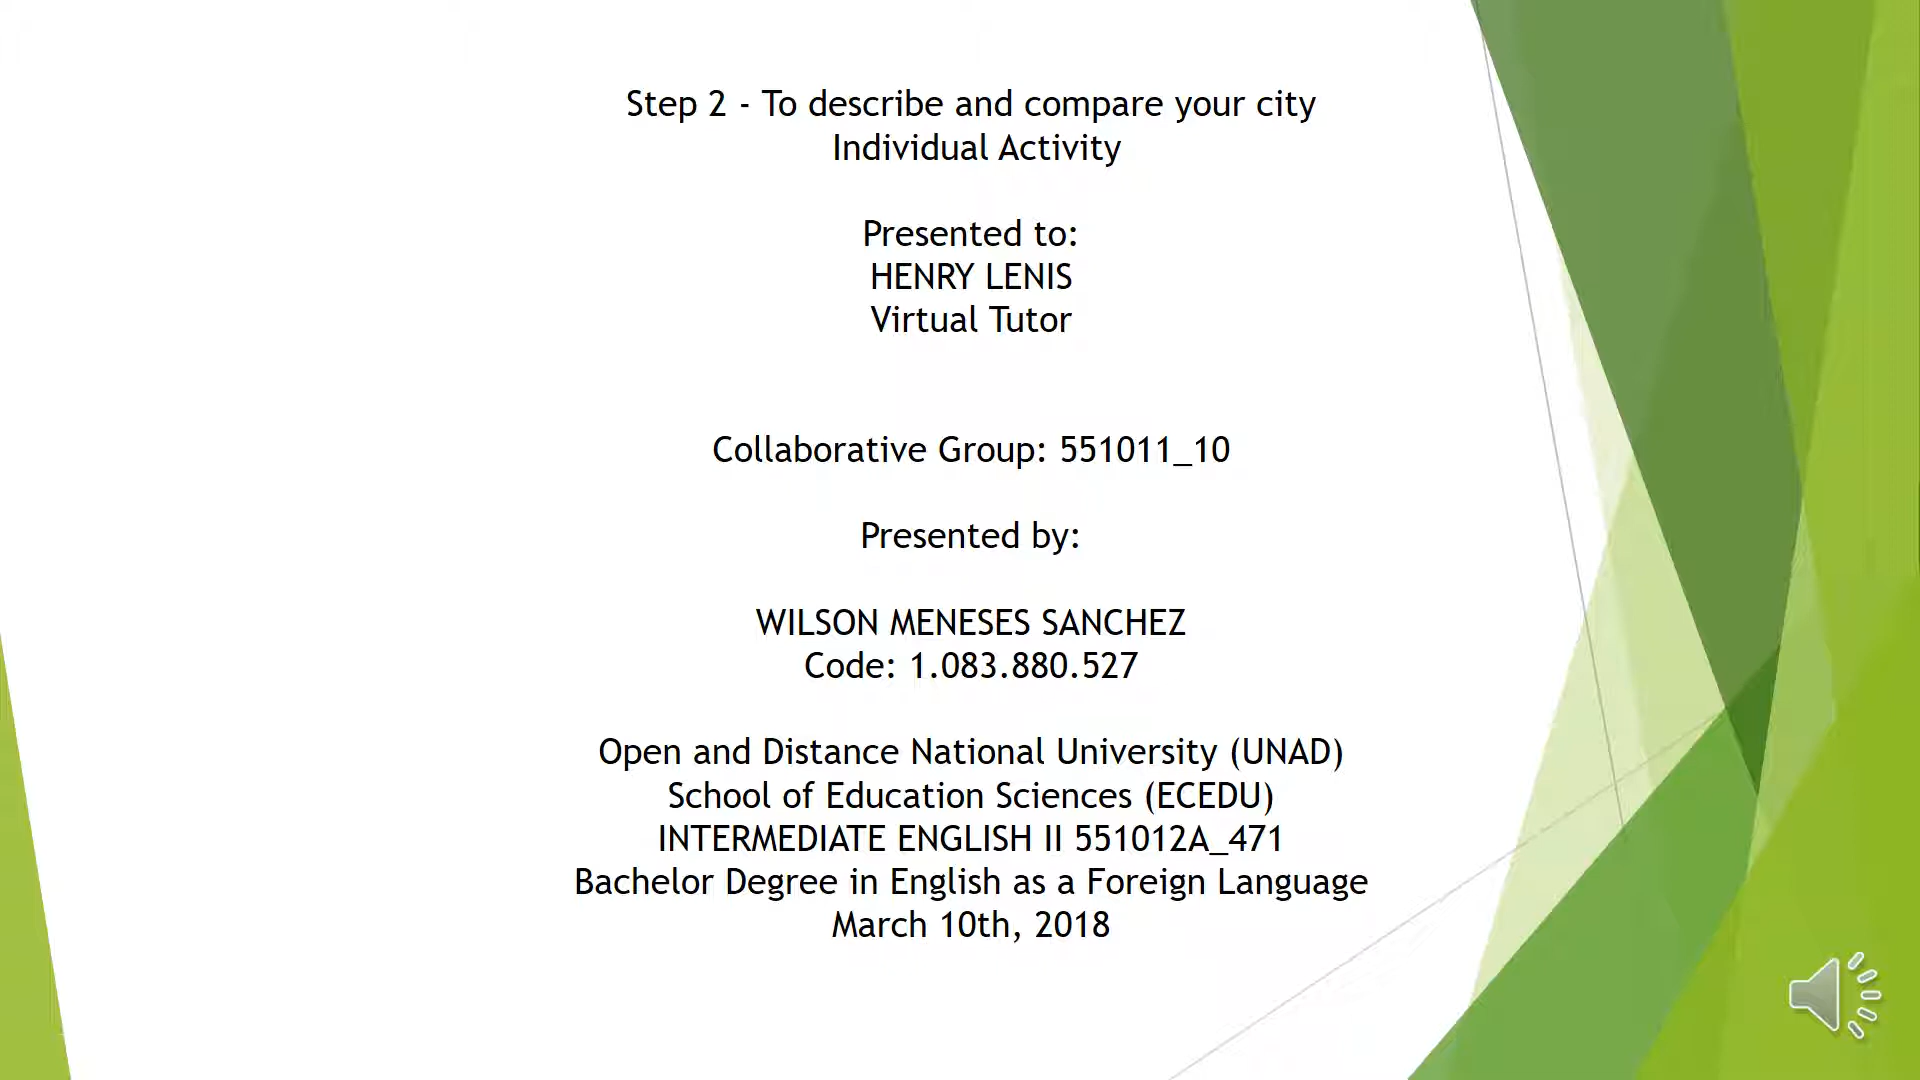 Step 2 - To describe and compare your city
Individual Activity
Presented to:
HENRY LENIS
Virtual Tutor
Collaborative Group: 551011_10
Presented by:
WILSON MENESES SANCHEZ
Code: 1.083.880.527
Open and Distance National University (UNAD)
School of Education Sciences (ECEDU)
INTERMEDIATE ENGLISH II 551012A_471
Bachelor Degree in English as a Foreign Language
March 10th, 2018